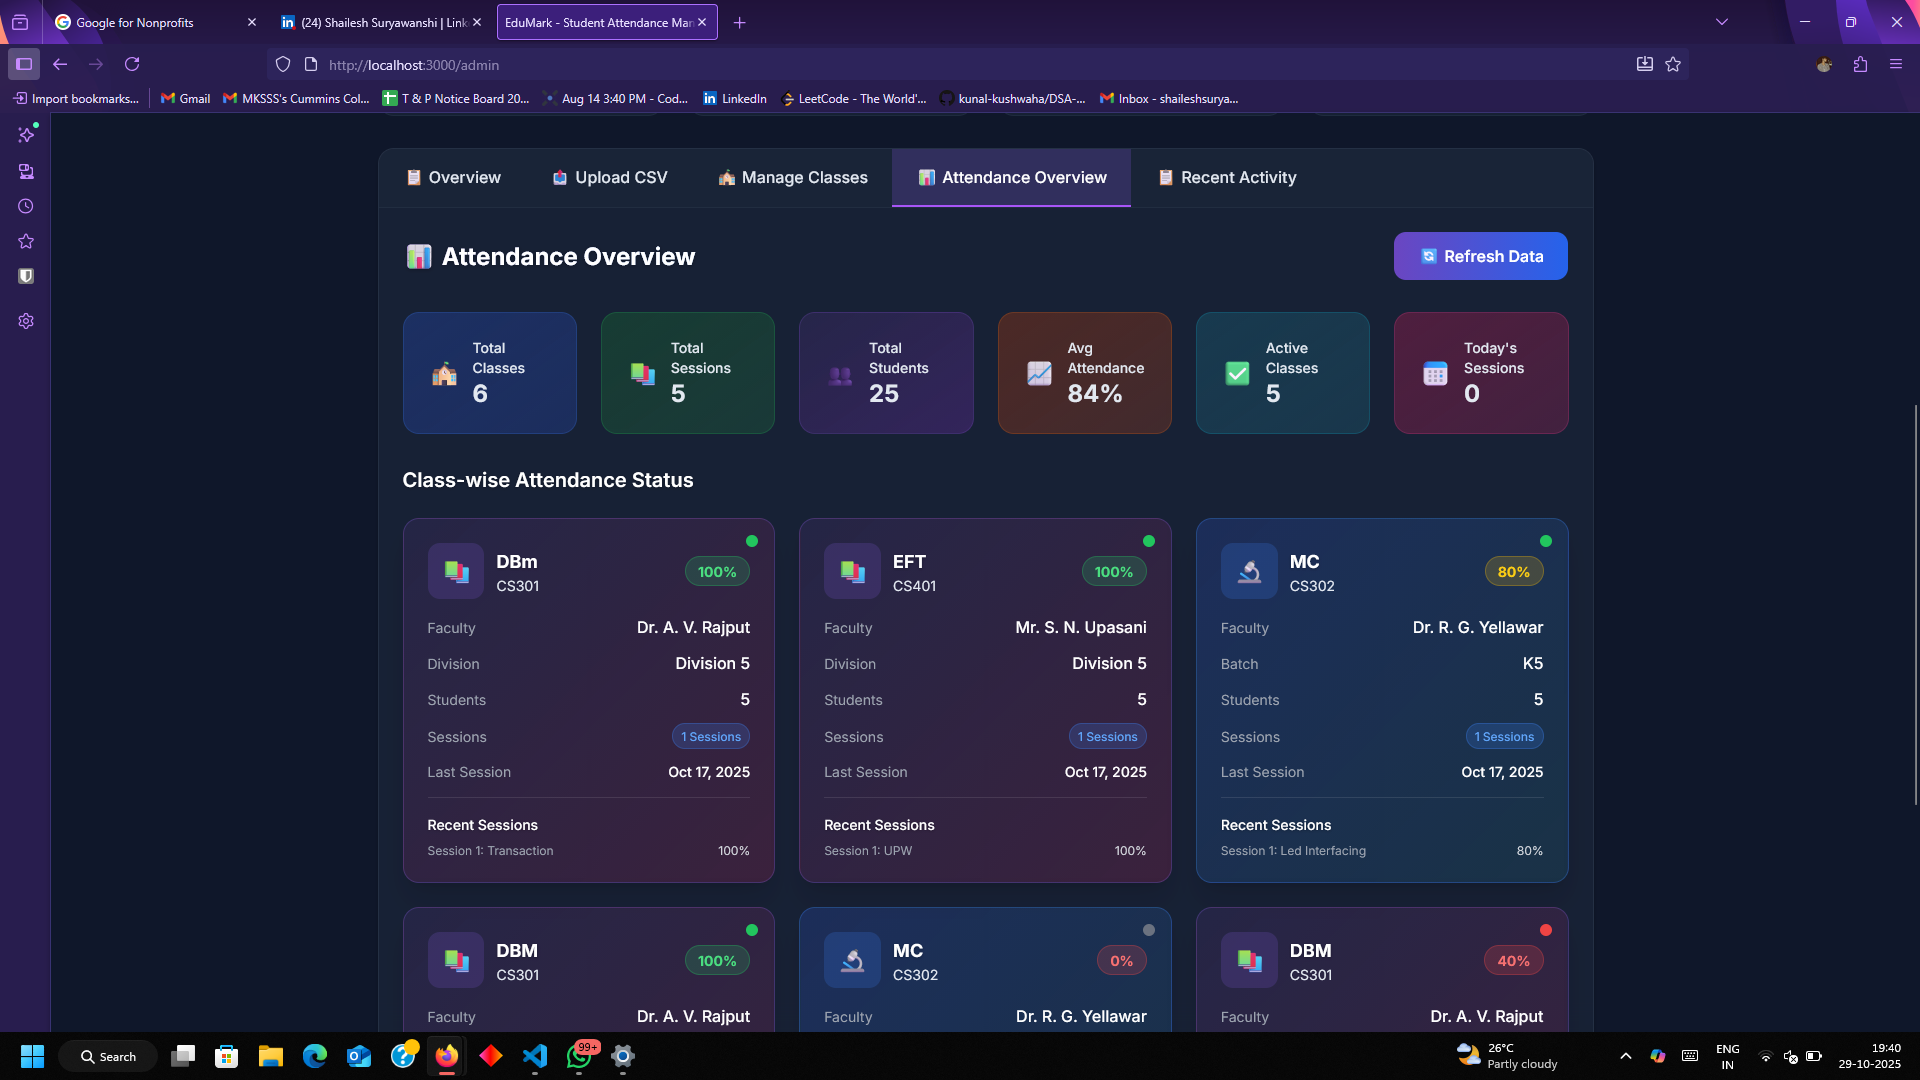 Google for Nonprofits
(24) Shailesh Suryawanshi | Link
EduMark - Student Attendance Man
http://localhost:3000/admin
Import bookmarks...
Gmail
MKSSS's Cummins Col...
T & P Notice Board 20...
Aug 14 3:40 PM - Cod...
LinkedIn
LeetCode - The World'...
kunal-kushwaha/DSA-...
Inbox - shaileshsurya...
Overview
Upload CSV
Manage Classes
Attendance Overview
Recent Activity
Attendance Overview
Refresh Data
Total
Classes
6
Total
Sessions
5
Total
Students
25
Avg
Attendance
84%
Active
Classes
5
Today's
Sessions
0
Class-wise Attendance Status
DBm
CS301
100%
Faculty
Dr. A. V. Rajput
Division
Division 5
Students
5
Sessions
1 Sessions
Last Session
Oct 17, 2025
Recent Sessions
Session 1: Transaction
100%
EFT
CS401
100%
Faculty
Mr. S. N. Upasani
Division
Division 5
Students
5
Sessions
1 Sessions
Last Session
Oct 17, 2025
Recent Sessions
Session 1: UPW
100%
MC
CS302
80%
Faculty
Dr. R. G. Yellawar
Batch
K5
Students
5
Sessions
1 Sessions
Last Session
Oct 17, 2025
Recent Sessions
Session 1: Led Interfacing
80%
DBM
CS301
100%
Faculty
Dr. A. V. Rajput
MC
CS302
0%
Faculty
Dr. R. G. Yellawar
DBM
CS301
40%
Faculty
Dr. A. V. Rajput
Search
99+
26°C
Partly cloudy
ENG
IN
19:40
29-10-2025